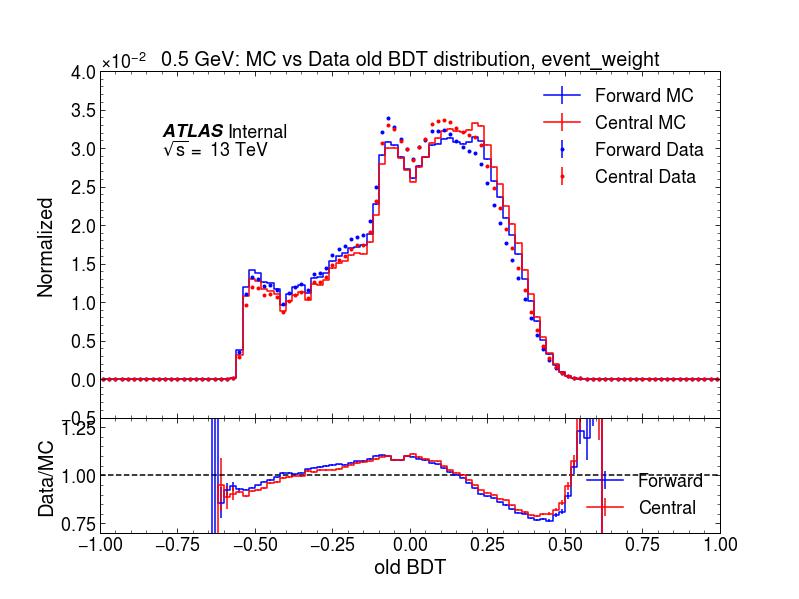 ×10⁻² 0.5 GeV: MC vs Data old BDT distribution, event_weight
4.0
3.5
3.0
2.5
2.0
1.5
1.0
0.5
0.0
0.5
Normalized
ATLAS Internal
√s = 13 TeV
Forward MC
Central MC
Forward Data
Central Data
1.25
1.00
0.75
Data/MC
Forward
Central
−1.00 −0.75 −0.50 −0.25 0.00 0.25 0.50 0.75 1.00
old BDT